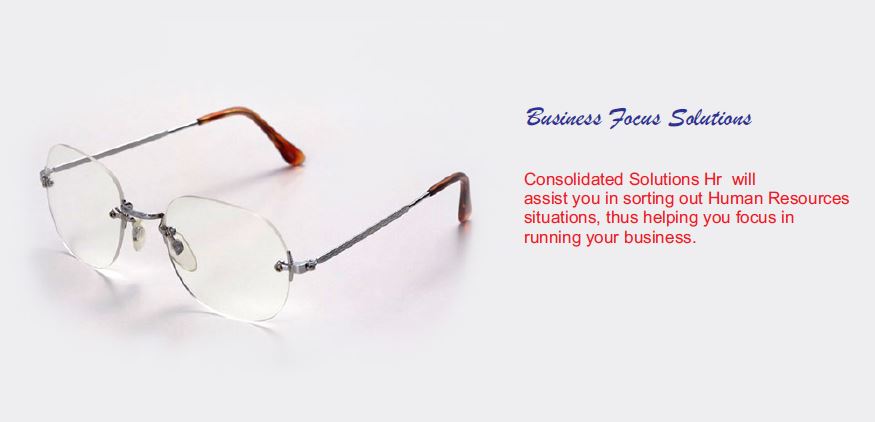 Business Focus Solutions
Consolidated Solutions Hr  will
assist you in sorting out Human Resources
situations, thus helping you focus in
running your business.